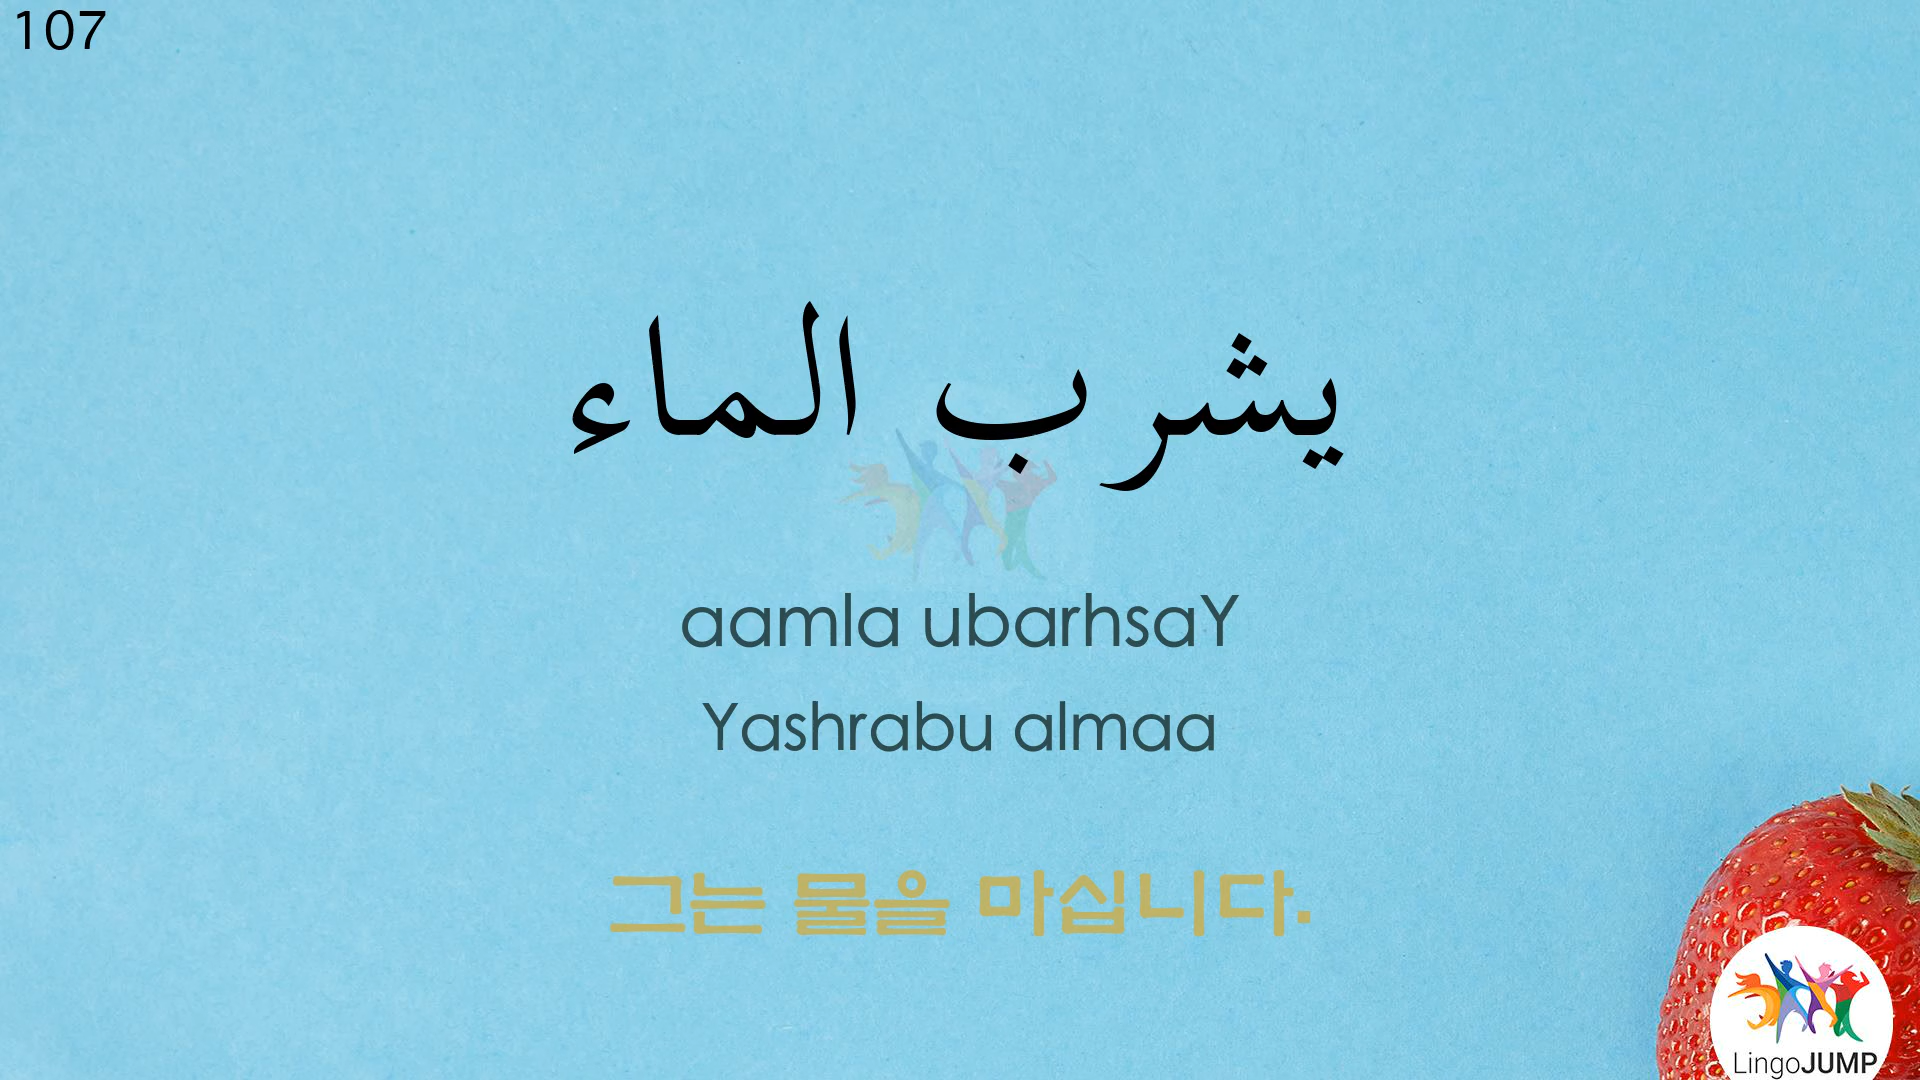 107
يشرب الماء
aamla ubarhsaY
Yashrabu almaa
그는 물을 마십니다.
LingoJUMP